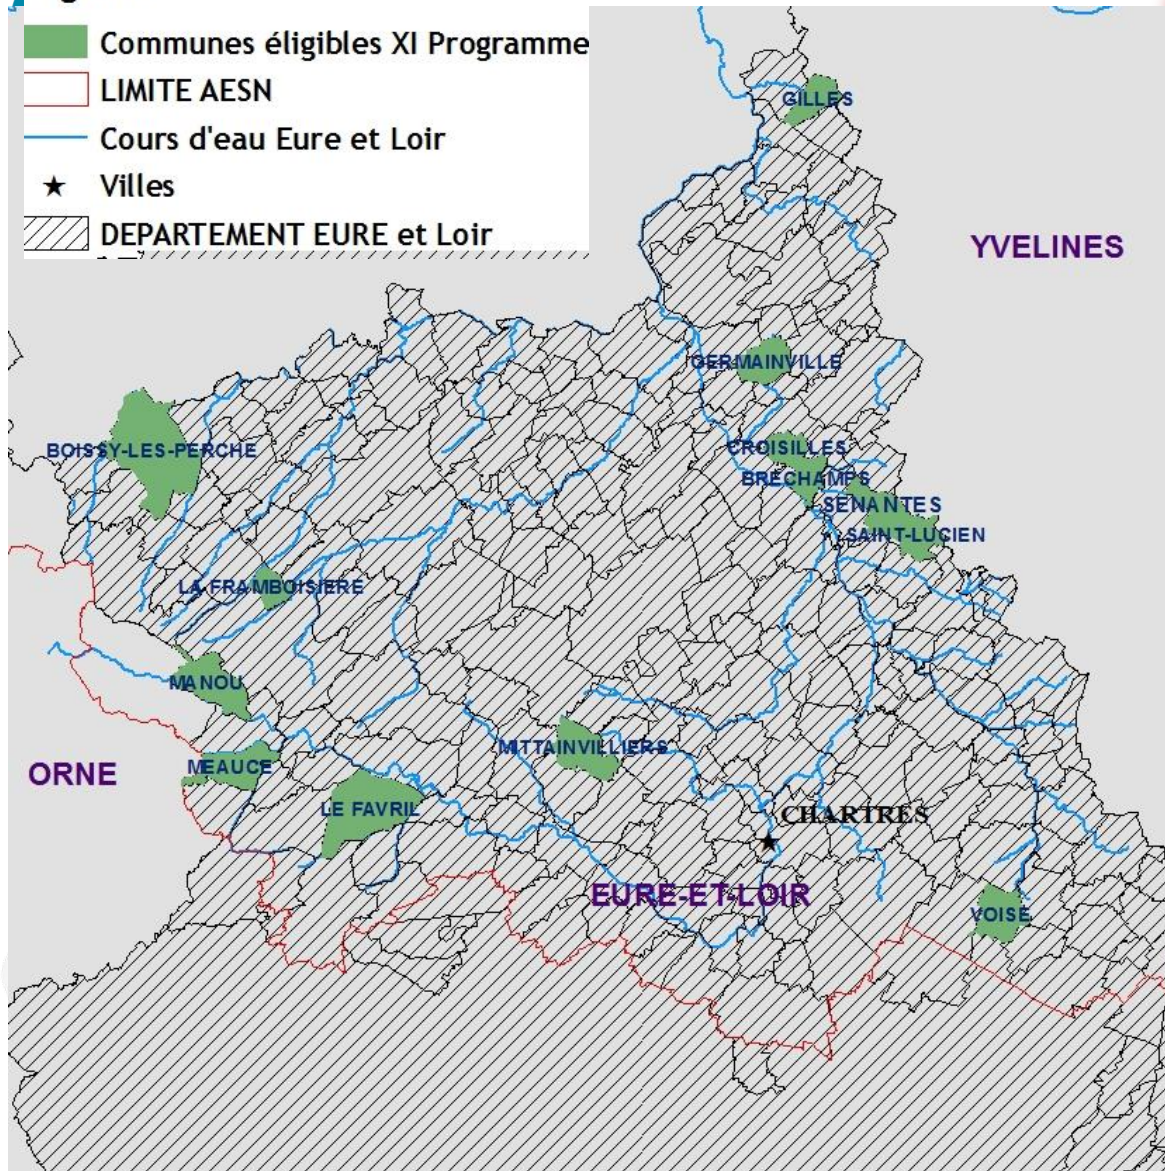 Communes éligibles XI Programme
LIMITE AESN
Cours d'eau Eure et Loir
Villes
DEPARTEMENT EURE et Loir
GILLES
YVELINES
GERMAINVILLE
CROISILLES
BOISSY-LES-PERCHE
BRECHAMPS
SENANTES
SAINT-LUCIEN
LA FRAMBOISIERE
MANOU
MITTAINVILLIERS
MEAUCE
ORNE
LE FAVRIL
CHARTRES
EURE-ET-LOIR
VOISE